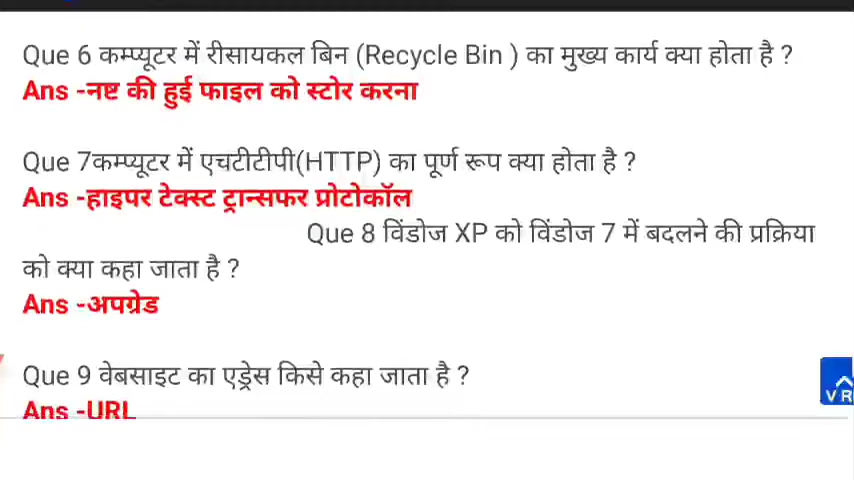 Que 6 कम्प्यूटर में रीसायकल बिन (Recycle Bin ) का मुख्य कार्य क्या होता है ?
Ans -नष्ट की हुई फाइल को स्टोर करना
Que 7कम्प्यूटर में एचटीटीपी(HTTP) का पूर्ण रूप क्या होता है ?
Ans -हाइपर टेक्स्ट ट्रान्सफर प्रोटोकॉल
Que 8 विंडोज XP को विंडोज 7 में बदलने की प्रक्रिया
को क्या कहा जाता है ?
Ans -अपग्रेड
Que 9 वेबसाइट का एड्रेस किसे कहा जाता है ?
Ans -URL
VR